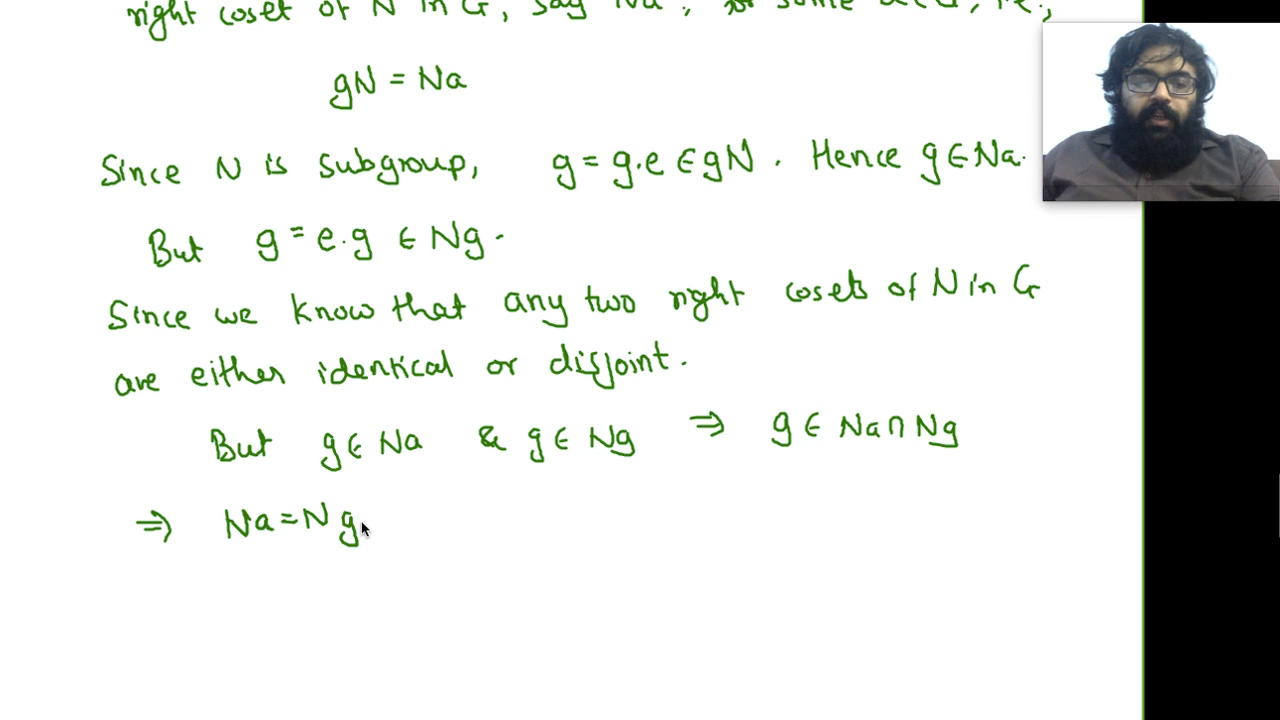 right coset of N in G, say Na, for some a ∈ G, i.e.,
gN = Na
Since N is subgroup, g = g.e ∈ gN. Hence g ∈ Na.
But g = e.g ∈ Ng.
Since we know that any two right cosets of N in G
are either identical or disjoint.
But g ∈ Na & g ∈ Ng ⇒ g ∈ Na ∩ Ng
⇒ Na = Ng